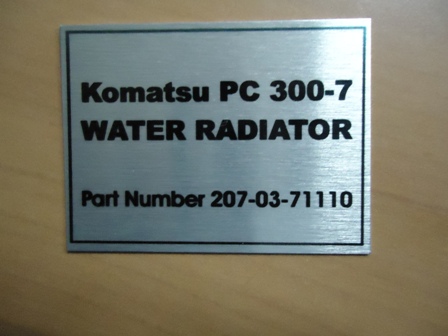 Komatsu PC 300-7
WATER RADIATOR
Part Number 207-03-71110